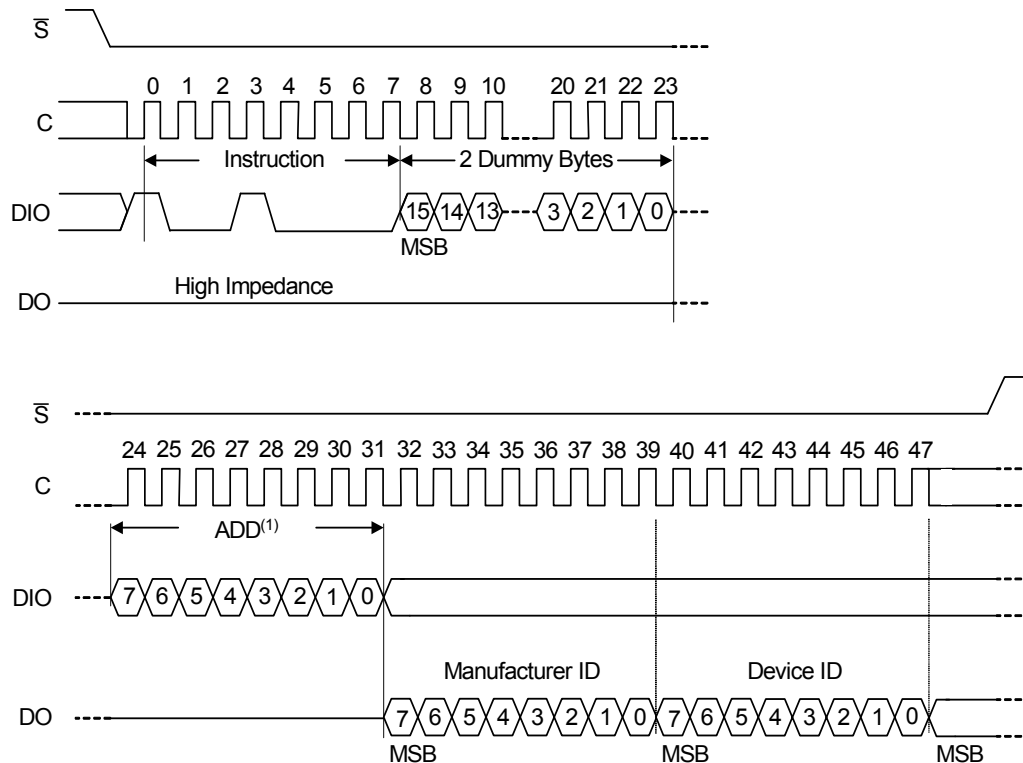 S
0 1 2 3 4 5 6 7 8 9 10 20 21 22 23
C
Instruction 2 Dummy Bytes
DIO 15 14 13 3 2 1 0
MSB
High Impedance
DO
S
24 25 26 27 28 29 30 31 32 33 34 35 36 37 38 39 40 41 42 43 44 45 46 47
C
ADD(1)
DIO 7 6 5 4 3 2 1 0
Manufacturer ID Device ID
DO 7 6 5 4 3 2 1 0 7 6 5 4 3 2 1 0
MSB MSB MSB